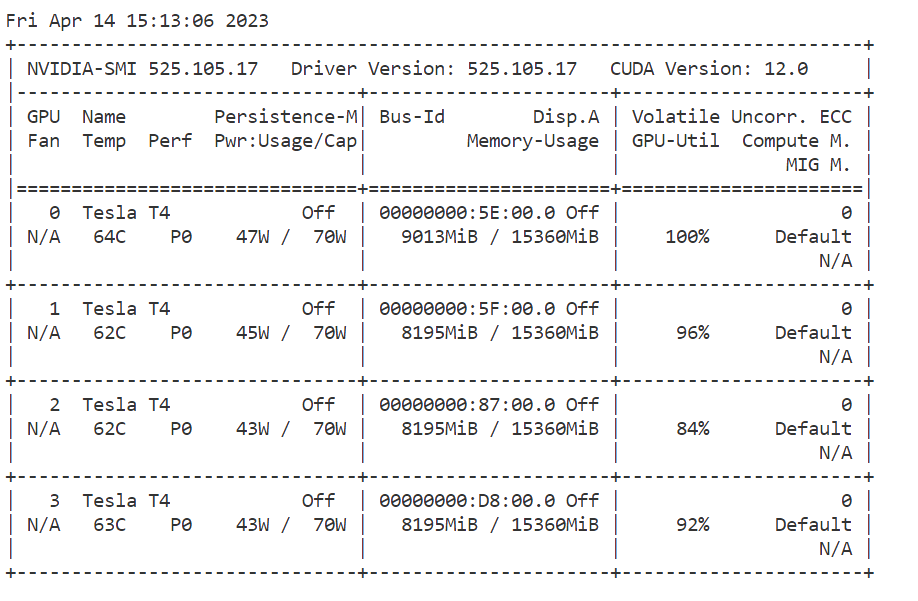 Fri Apr 14 15:13:06 2023
+-----------------------------------------------------------------------------+
| NVIDIA-SMI 525.105.17   Driver Version: 525.105.17   CUDA Version: 12.0     |
|-------------------------------+----------------------+----------------------+
| GPU  Name        Persistence-M| Bus-Id        Disp.A | Volatile Uncorr. ECC |
| Fan  Temp  Perf  Pwr:Usage/Cap|         Memory-Usage | GPU-Util  Compute M. |
|                               |                      |               MIG M. |
|===============================+======================+======================|
|   0  Tesla T4            Off  | 00000000:5E:00.0 Off |                    0 |
| N/A   64C    P0    47W /  70W |   9013MiB / 15360MiB |    100%      Default |
|                               |                      |                  N/A |
+-------------------------------+----------------------+----------------------+
|   1  Tesla T4            Off  | 00000000:5F:00.0 Off |                    0 |
| N/A   62C    P0    45W /  70W |   8195MiB / 15360MiB |     96%      Default |
|                               |                      |                  N/A |
+-------------------------------+----------------------+----------------------+
|   2  Tesla T4            Off  | 00000000:87:00.0 Off |                    0 |
| N/A   62C    P0    43W /  70W |   8195MiB / 15360MiB |     84%      Default |
|                               |                      |                  N/A |
+-------------------------------+----------------------+----------------------+
|   3  Tesla T4            Off  | 00000000:D8:00.0 Off |                    0 |
| N/A   63C    P0    43W /  70W |   8195MiB / 15360MiB |     92%      Default |
|                               |                      |                  N/A |
+-------------------------------+----------------------+----------------------+